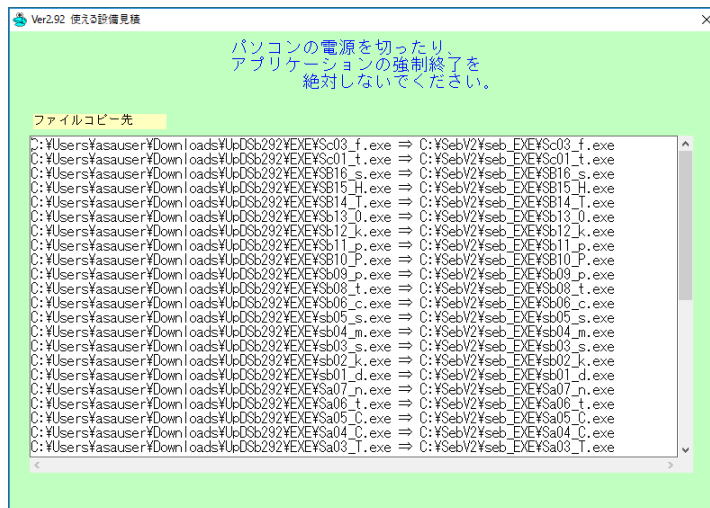 Ver2.92 使える設備見積
パソコンの電源を切ったり、
アプリケーションの強制終了を
絶対しないでください。
ファイルコピー先
C:¥Users¥asauser¥Downloads¥UpDSb292¥EXE¥Sc03_f.exe ⇒ C:¥SebV2¥seb_EXE¥Sc03_f.exe
C:¥Users¥asauser¥Downloads¥UpDSb292¥EXE¥Sc01_t.exe ⇒ C:¥SebV2¥seb_EXE¥Sc01_t.exe
C:¥Users¥asauser¥Downloads¥UpDSb292¥EXE¥SB16_s.exe ⇒ C:¥SebV2¥seb_EXE¥SB16_s.exe
C:¥Users¥asauser¥Downloads¥UpDSb292¥EXE¥SB15_H.exe ⇒ C:¥SebV2¥seb_EXE¥SB15_H.exe
C:¥Users¥asauser¥Downloads¥UpDSb292¥EXE¥SB14_T.exe ⇒ C:¥SebV2¥seb_EXE¥SB14_T.exe
C:¥Users¥asauser¥Downloads¥UpDSb292¥EXE¥Sb13_O.exe ⇒ C:¥SebV2¥seb_EXE¥Sb13_O.exe
C:¥Users¥asauser¥Downloads¥UpDSb292¥EXE¥Sb12_k.exe ⇒ C:¥SebV2¥seb_EXE¥Sb12_k.exe
C:¥Users¥asauser¥Downloads¥UpDSb292¥EXE¥Sb11_p.exe ⇒ C:¥SebV2¥seb_EXE¥Sb11_p.exe
C:¥Users¥asauser¥Downloads¥UpDSb292¥EXE¥SB10_P.exe ⇒ C:¥SebV2¥seb_EXE¥SB10_P.exe
C:¥Users¥asauser¥Downloads¥UpDSb292¥EXE¥Sb09_p.exe ⇒ C:¥SebV2¥seb_EXE¥Sb09_p.exe
C:¥Users¥asauser¥Downloads¥UpDSb292¥EXE¥Sb08_t.exe ⇒ C:¥SebV2¥seb_EXE¥Sb08_t.exe
C:¥Users¥asauser¥Downloads¥UpDSb292¥EXE¥Sb06_c.exe ⇒ C:¥SebV2¥seb_EXE¥Sb06_c.exe
C:¥Users¥asauser¥Downloads¥UpDSb292¥EXE¥sb05_s.exe ⇒ C:¥SebV2¥seb_EXE¥sb05_s.exe
C:¥Users¥asauser¥Downloads¥UpDSb292¥EXE¥sb04_m.exe ⇒ C:¥SebV2¥seb_EXE¥sb04_m.exe
C:¥Users¥asauser¥Downloads¥UpDSb292¥EXE¥sb03_s.exe ⇒ C:¥SebV2¥seb_EXE¥sb03_s.exe
C:¥Users¥asauser¥Downloads¥UpDSb292¥EXE¥sb02_k.exe ⇒ C:¥SebV2¥seb_EXE¥sb02_k.exe
C:¥Users¥asauser¥Downloads¥UpDSb292¥EXE¥sb01_d.exe ⇒ C:¥SebV2¥seb_EXE¥sb01_d.exe
C:¥Users¥asauser¥Downloads¥UpDSb292¥EXE¥Sa07_n.exe ⇒ C:¥SebV2¥seb_EXE¥Sa07_n.exe
C:¥Users¥asauser¥Downloads¥UpDSb292¥EXE¥Sa06_t.exe ⇒ C:¥SebV2¥seb_EXE¥Sa06_t.exe
C:¥Users¥asauser¥Downloads¥UpDSb292¥EXE¥Sa05_C.exe ⇒ C:¥SebV2¥seb_EXE¥Sa05_C.exe
C:¥Users¥asauser¥Downloads¥UpDSb292¥EXE¥Sa04_C.exe ⇒ C:¥SebV2¥seb_EXE¥Sa04_C.exe
C:¥Users¥asauser¥Downloads¥UpDSb292¥EXE¥Sa03_T.exe ⇒ C:¥SebV2¥seb_EXE¥Sa03_T.exe